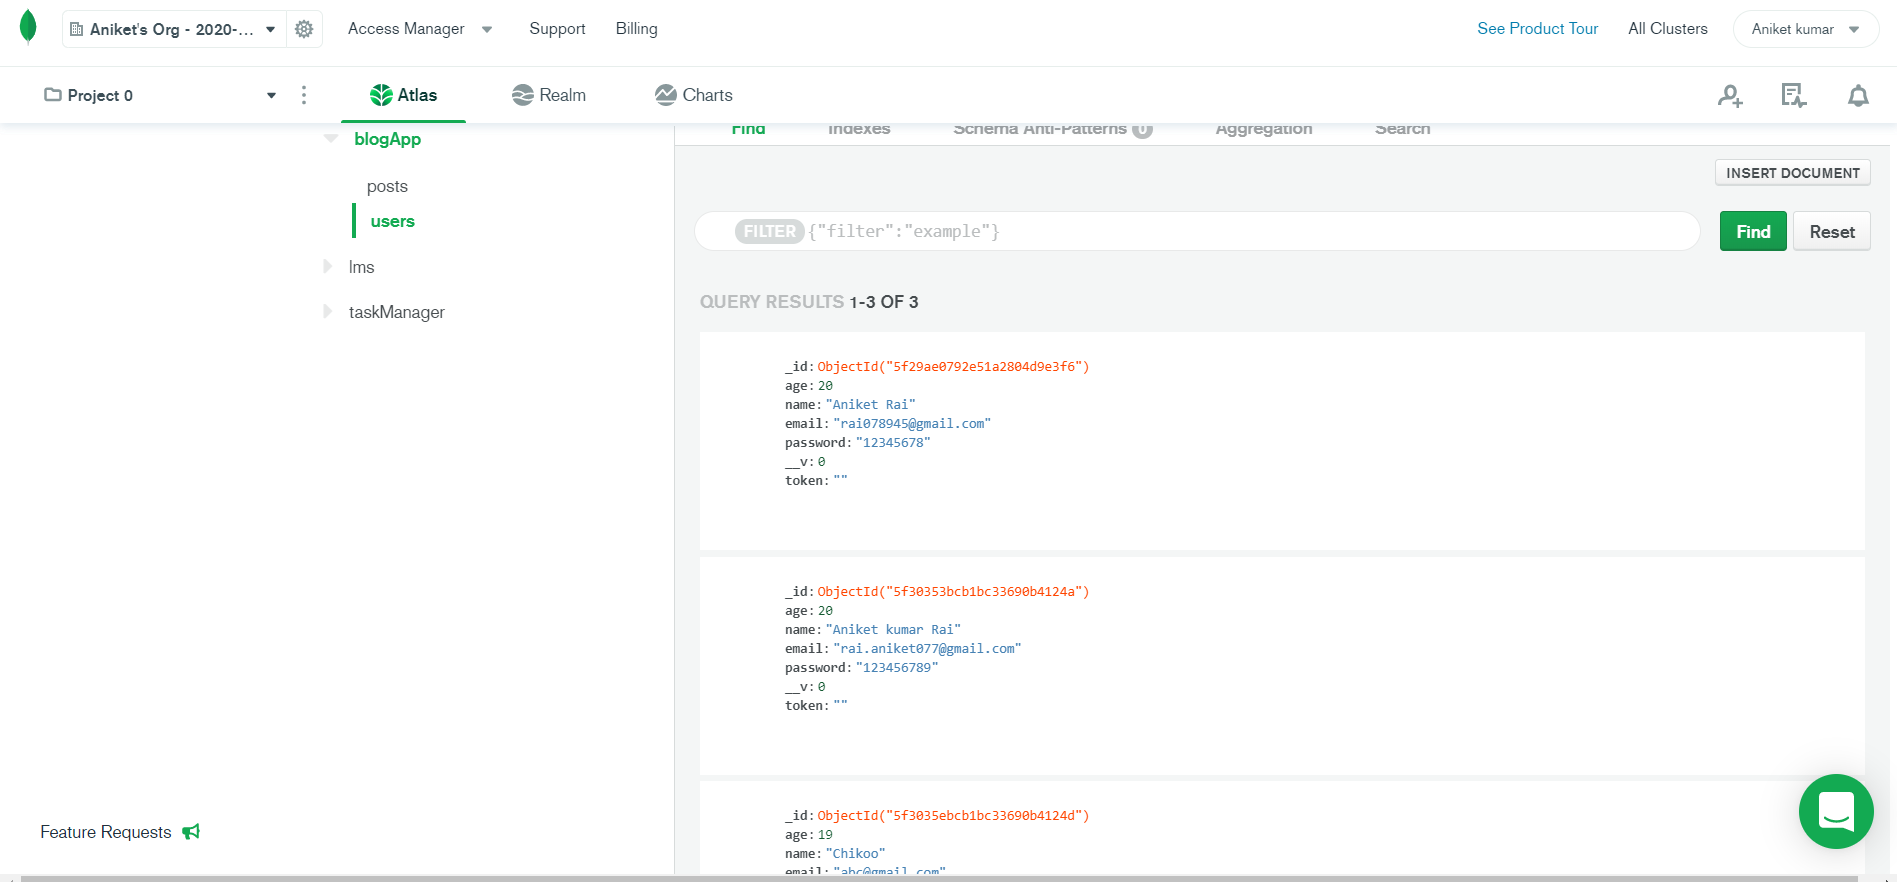 Aniket's Org - 2020-...
Access Manager
Support
Billing
See Product Tour
All Clusters
Aniket kumar
Project 0
Atlas
Realm
Charts
blogApp
posts
users
lms
taskManager
Feature Requests
Find
Indexes
Schema Anti-Patterns 0
Aggregation
Search
INSERT DOCUMENT
FILTER {"filter":"example"}
Find
Reset
QUERY RESULTS 1-3 OF 3
_id: ObjectId("5f29ae0792e51a2804d9e3f6")
age: 20
name: "Aniket Rai"
email: "rai078945@gmail.com"
password: "12345678"
__v: 0
token: ""
_id: ObjectId("5f30353bcb1bc33690b4124a")
age: 20
name: "Aniket kumar Rai"
email: "rai.aniket077@gmail.com"
password: "123456789"
__v: 0
token: ""
_id: ObjectId("5f3035ebcb1bc33690b4124d")
age: 19
name: "Chikoo"
email: "abc@gmail.com"